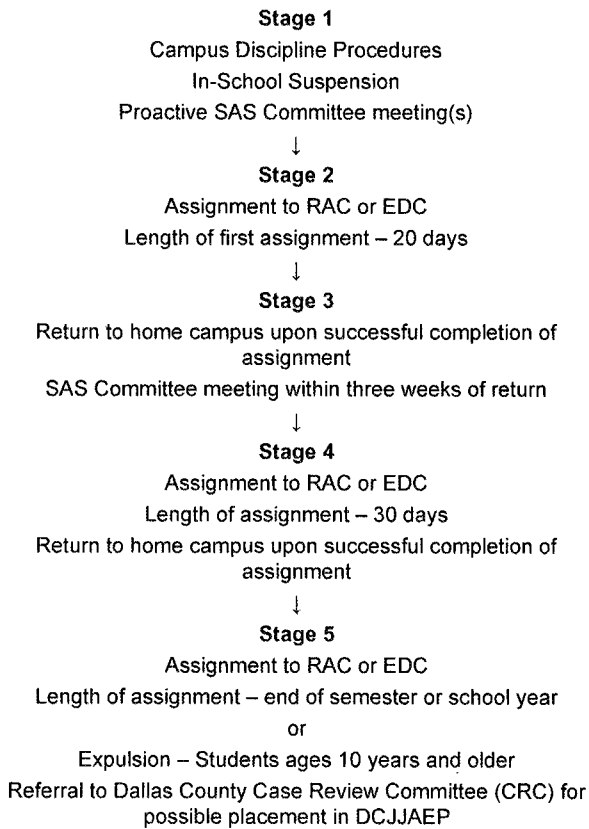 Stage 1
Campus Discipline Procedures
In-School Suspension
Proactive SAS Committee meeting(s)
↓
Stage 2
Assignment to RAC or EDC
Length of first assignment – 20 days
↓
Stage 3
Return to home campus upon successful completion of
assignment
SAS Committee meeting within three weeks of return
↓
Stage 4
Assignment to RAC or EDC
Length of assignment – 30 days
Return to home campus upon successful completion of
assignment
↓
Stage 5
Assignment to RAC or EDC
Length of assignment – end of semester or school year
or
Expulsion – Students ages 10 years and older
Referral to Dallas County Case Review Committee (CRC) for
possible placement in DCJJAEP